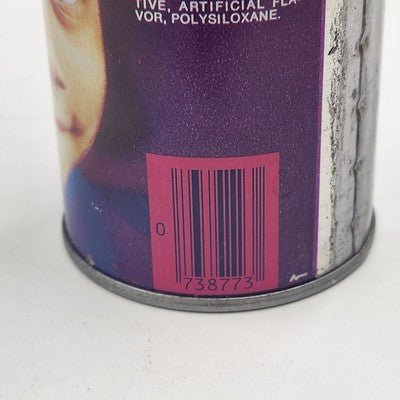 TIVE, ARTIFICIAL FLA-
VOR, POLYSILOXANE.
0
738773